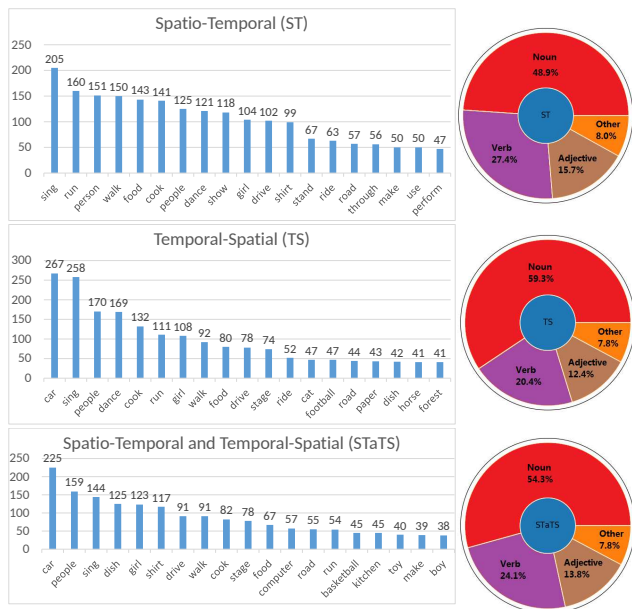 Spatio-Temporal (ST)
250
200
150
100
50
0
205 160 151 150 143 141 125 121 118 104 102 99 67 63 57 56 50 50 47
sing run person walk food cook people dance show girl drive shirt stand ride road through make use perform
Noun
48.9%
ST
Other
8.0%
Verb
27.4%
Adjective
15.7%
Temporal-Spatial (TS)
300
250
200
150
100
50
0
267 258 170 169 132 111 108 92 80 78 74 52 47 47 44 43 42 41 41
car sing people dance cook run girl walk food drive stage ride cat football road paper dish horse forest
Noun
59.3%
TS
Other
7.8%
Verb
20.4%
Adjective
12.4%
Spatio-Temporal and Temporal-Spatial (STaTS)
250
200
150
100
50
0
225 159 144 125 123 117 91 91 82 78 67 57 55 54 45 45 40 39 38
car people sing dish girl shirt drive walk cook stage food computer road run basketball kitchen toy make boy
Noun
54.3%
STaTS
Other
7.8%
Verb
24.1%
Adjective
13.8%